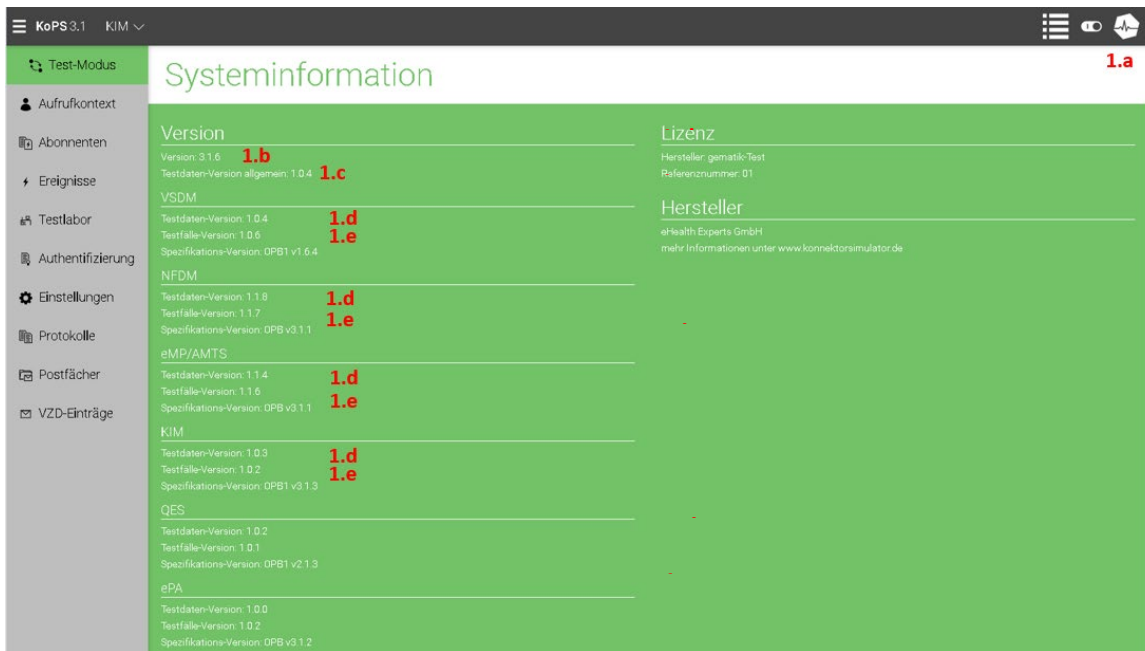 KoPS 3.1 KIM
1.a
Test-Modus
Aufrufkontext
Abonnenten
Ereignisse
Testlabor
Authentifizierung
Einstellungen
Protokolle
Postfächer
VZD-Einträge
Systeminformation
Version
Version: 3.1.6 1.b
Testdaten-Version allgemein: 1.0.4 1.c
VSDM
Testdaten-Version: 1.0.4 1.d
Testfälle-Version: 1.0.6 1.e
Spezifikations-Version: OPB1 v1.6.4
NFDM
Testdaten-Version: 1.1.8 1.d
Testfälle-Version: 1.1.7 1.e
Spezifikations-Version: OPB v3.1.1
eMP/AMTS
Testdaten-Version: 1.1.4 1.d
Testfälle-Version: 1.1.6 1.e
Spezifikations-Version: OPB v3.1.1
KIM
Testdaten-Version: 1.0.3 1.d
Testfälle-Version: 1.0.2 1.e
Spezifikations-Version: OPB1 v3.1.3
QES
Testdaten-Version: 1.0.2
Testfälle-Version: 1.0.1
Spezifikations-Version: OPB1 v2.1.3
ePA
Testdaten-Version: 1.0.0
Testfälle-Version: 1.0.2
Spezifikations-Version: OPB v3.1.2
Lizenz
Hersteller: gematik-Test
Referenznummer: 01
Hersteller
eHealth Experts GmbH
mehr Informationen unter www.konnektorsimulator.de